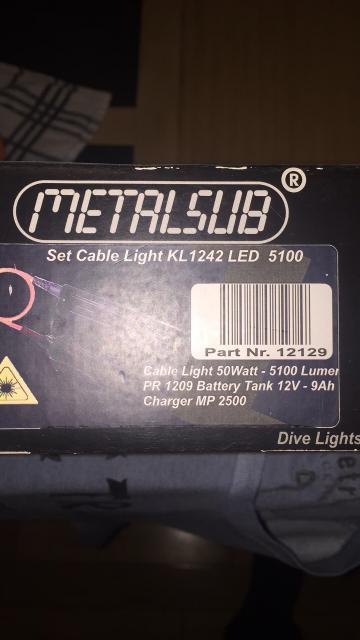 METALSUB®
Set Cable Light KL1242 LED 5100
Part Nr. 12129
Cable Light 50Watt - 5100 Lumen
PR 1209 Battery Tank 12V - 9Ah
Charger MP 2500
Dive Lights